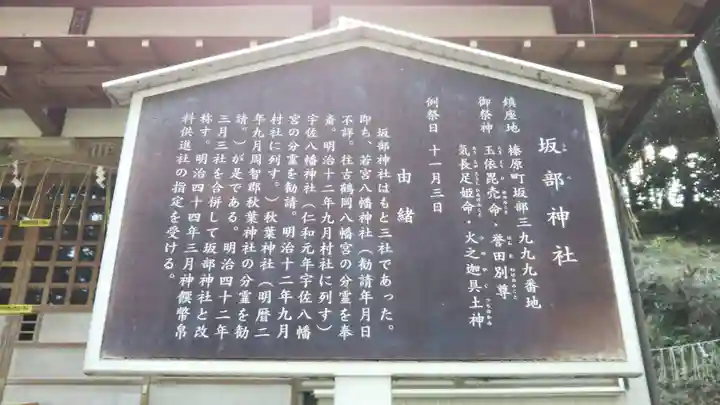 坂部神社
鎮座地 榛原町坂部三九九九番地
御祭神 玉依毘売命・誉田別尊
気長足姫命・火之迦具土神
例祭日 十一月三日
由緒
坂部神社はもと三社であった。
即ち、若宮八幡神社(勧請年月日
不詳。往古鶴岡八幡宮の分霊を奉
斎。明治十二年九月村社に列す)
宇佐八幡神社(仁和元年宇佐八幡
宮の分霊を勧請。明治十二年九月
村社に列す。)秋葉神社(明暦二
年九月周智郡秋葉神社の分霊を勧
請。)が是である。明治四十二年
三月三社を合併して坂部神社と改
称す。明治四十四年三月神饌幣帛
料供進社の指定を受ける。